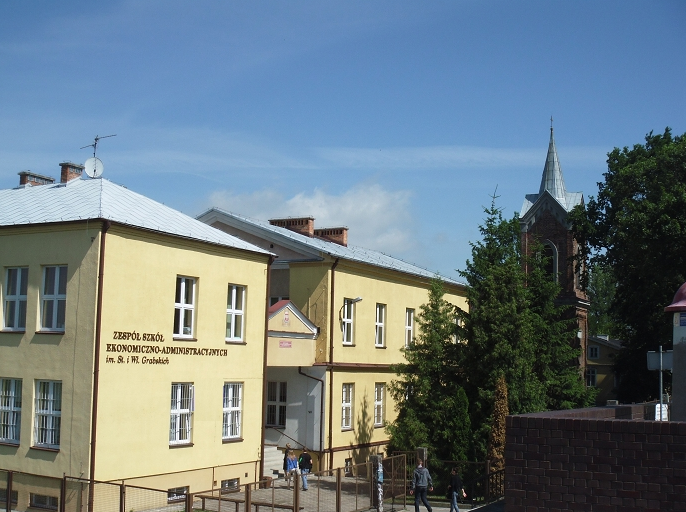 ZESPÓŁ SZKÓŁ
EKONOMICZNO-ADMINISTRACYJNYCH
im. St. i Wł. Grabskich